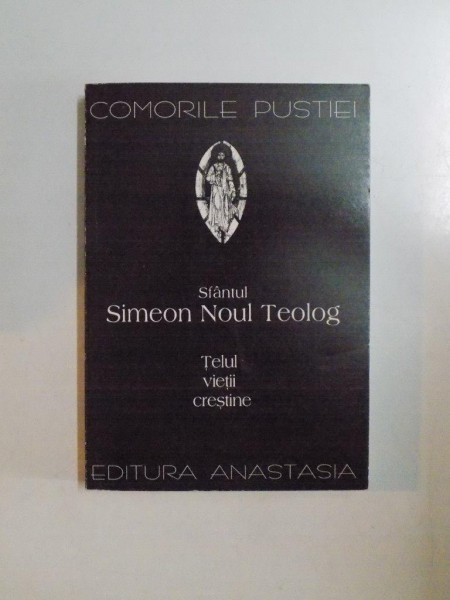 COMORILE PUSTIEI
Sfântul
Simeon Noul Teolog
Țelul
vieții
creștine
EDITURA ANASTASIA